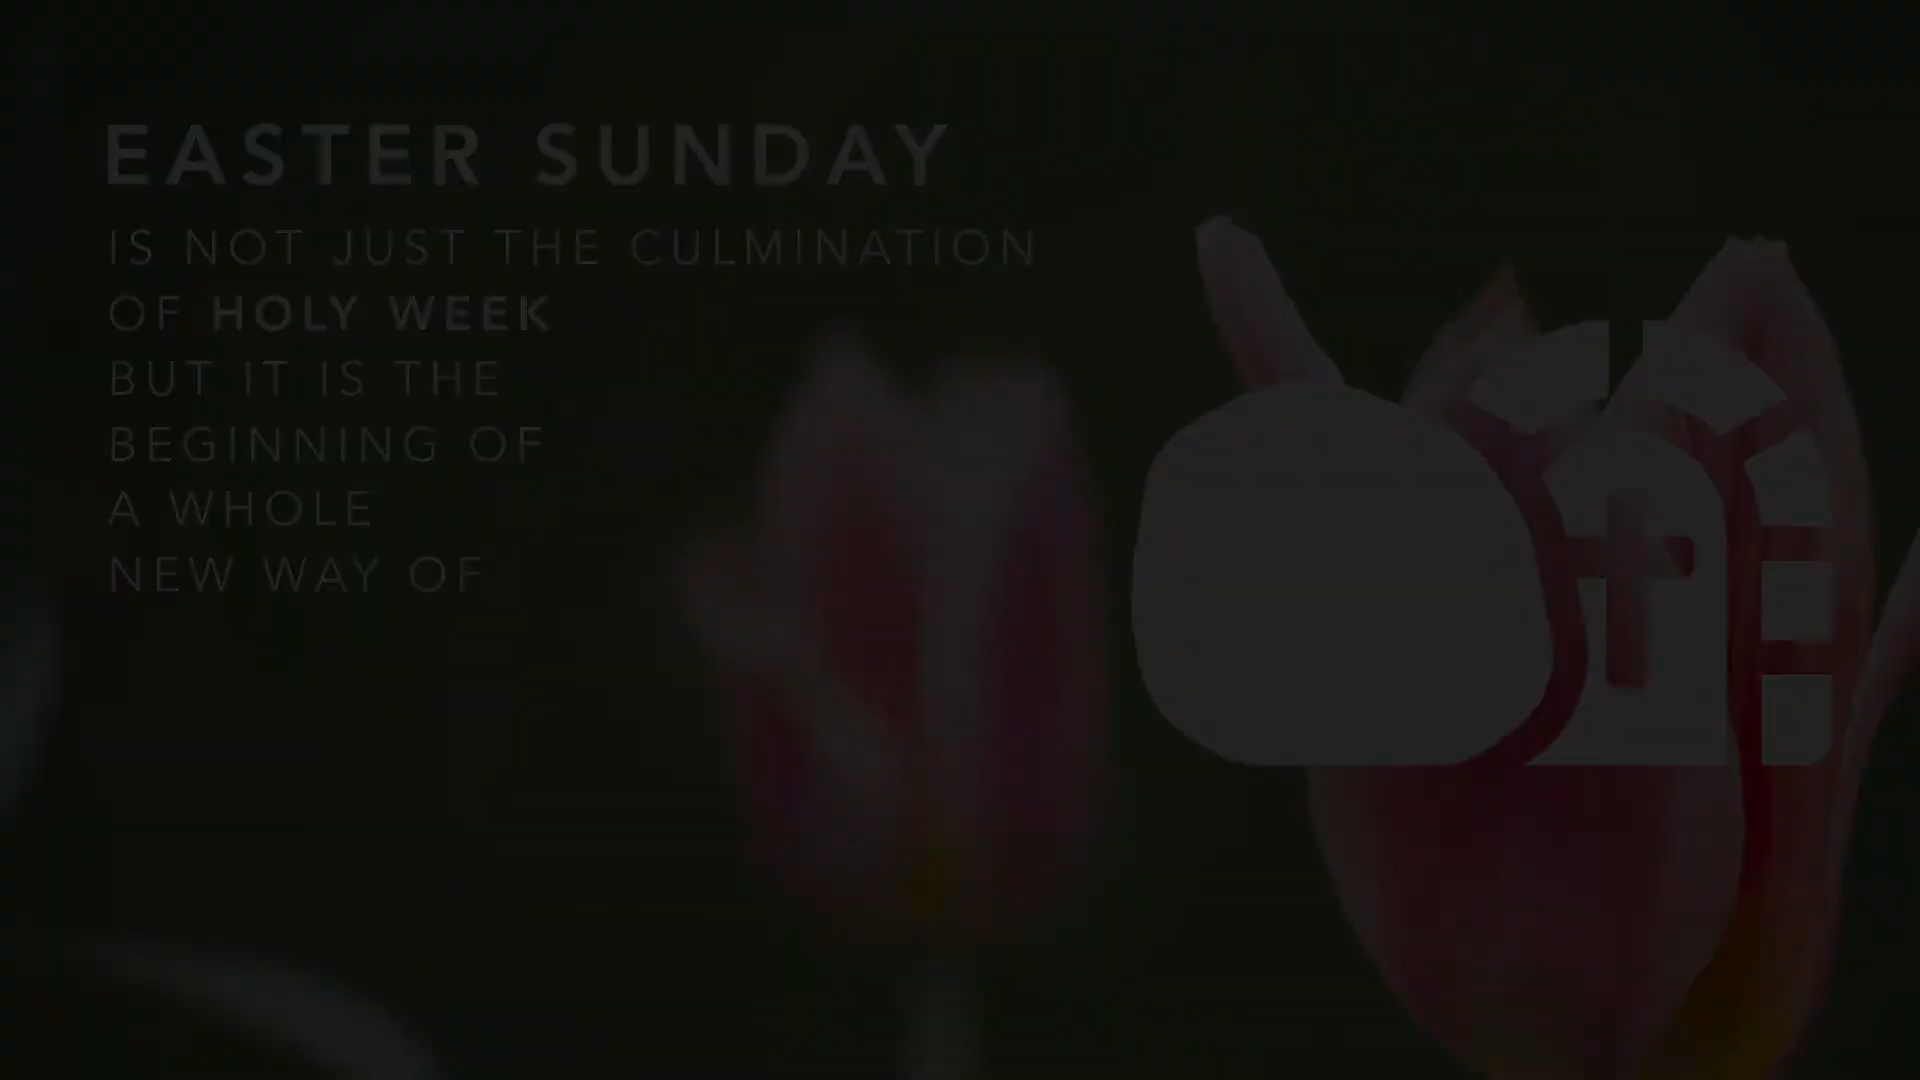 EASTER SUNDAY
IS NOT JUST THE CULMINATION
OF HOLY WEEK
BUT IT IS THE
BEGINNING OF
A WHOLE
NEW WAY OF